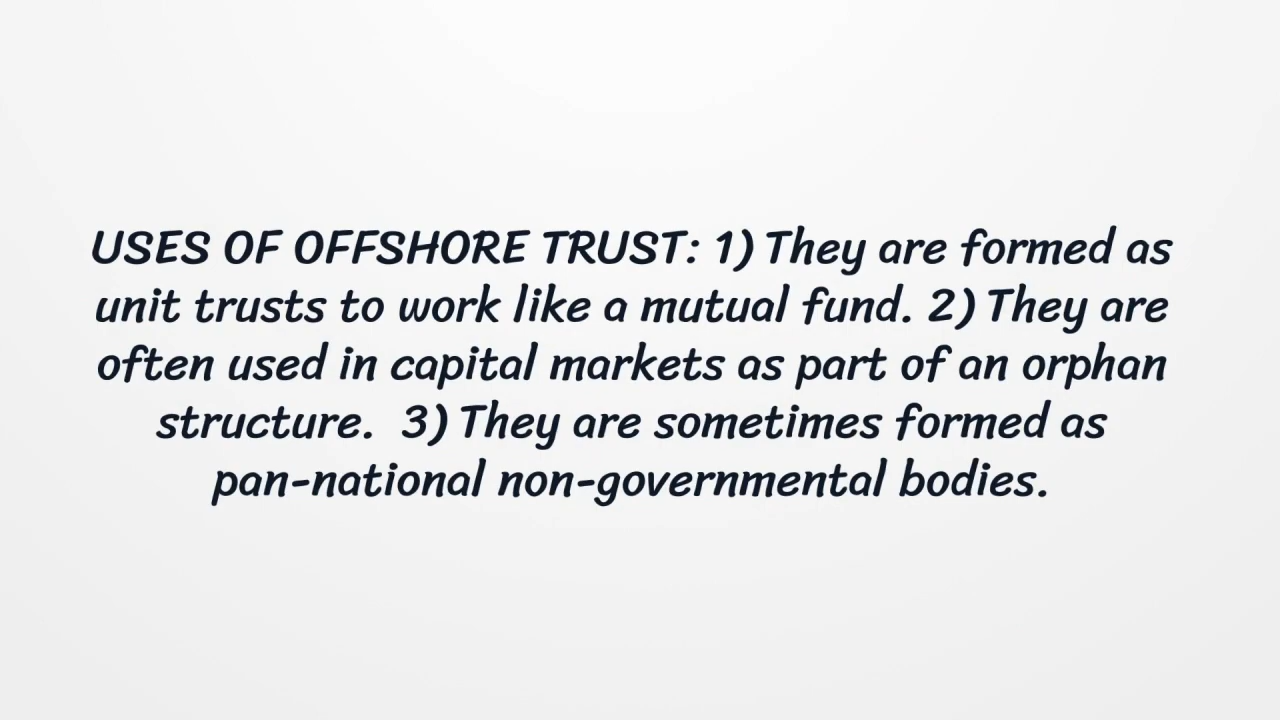 USES OF OFFSHORE TRUST: 1) They are formed as
unit trusts to work like a mutual fund. 2) They are
often used in capital markets as part of an orphan
structure.  3) They are sometimes formed as
pan-national non-governmental bodies.